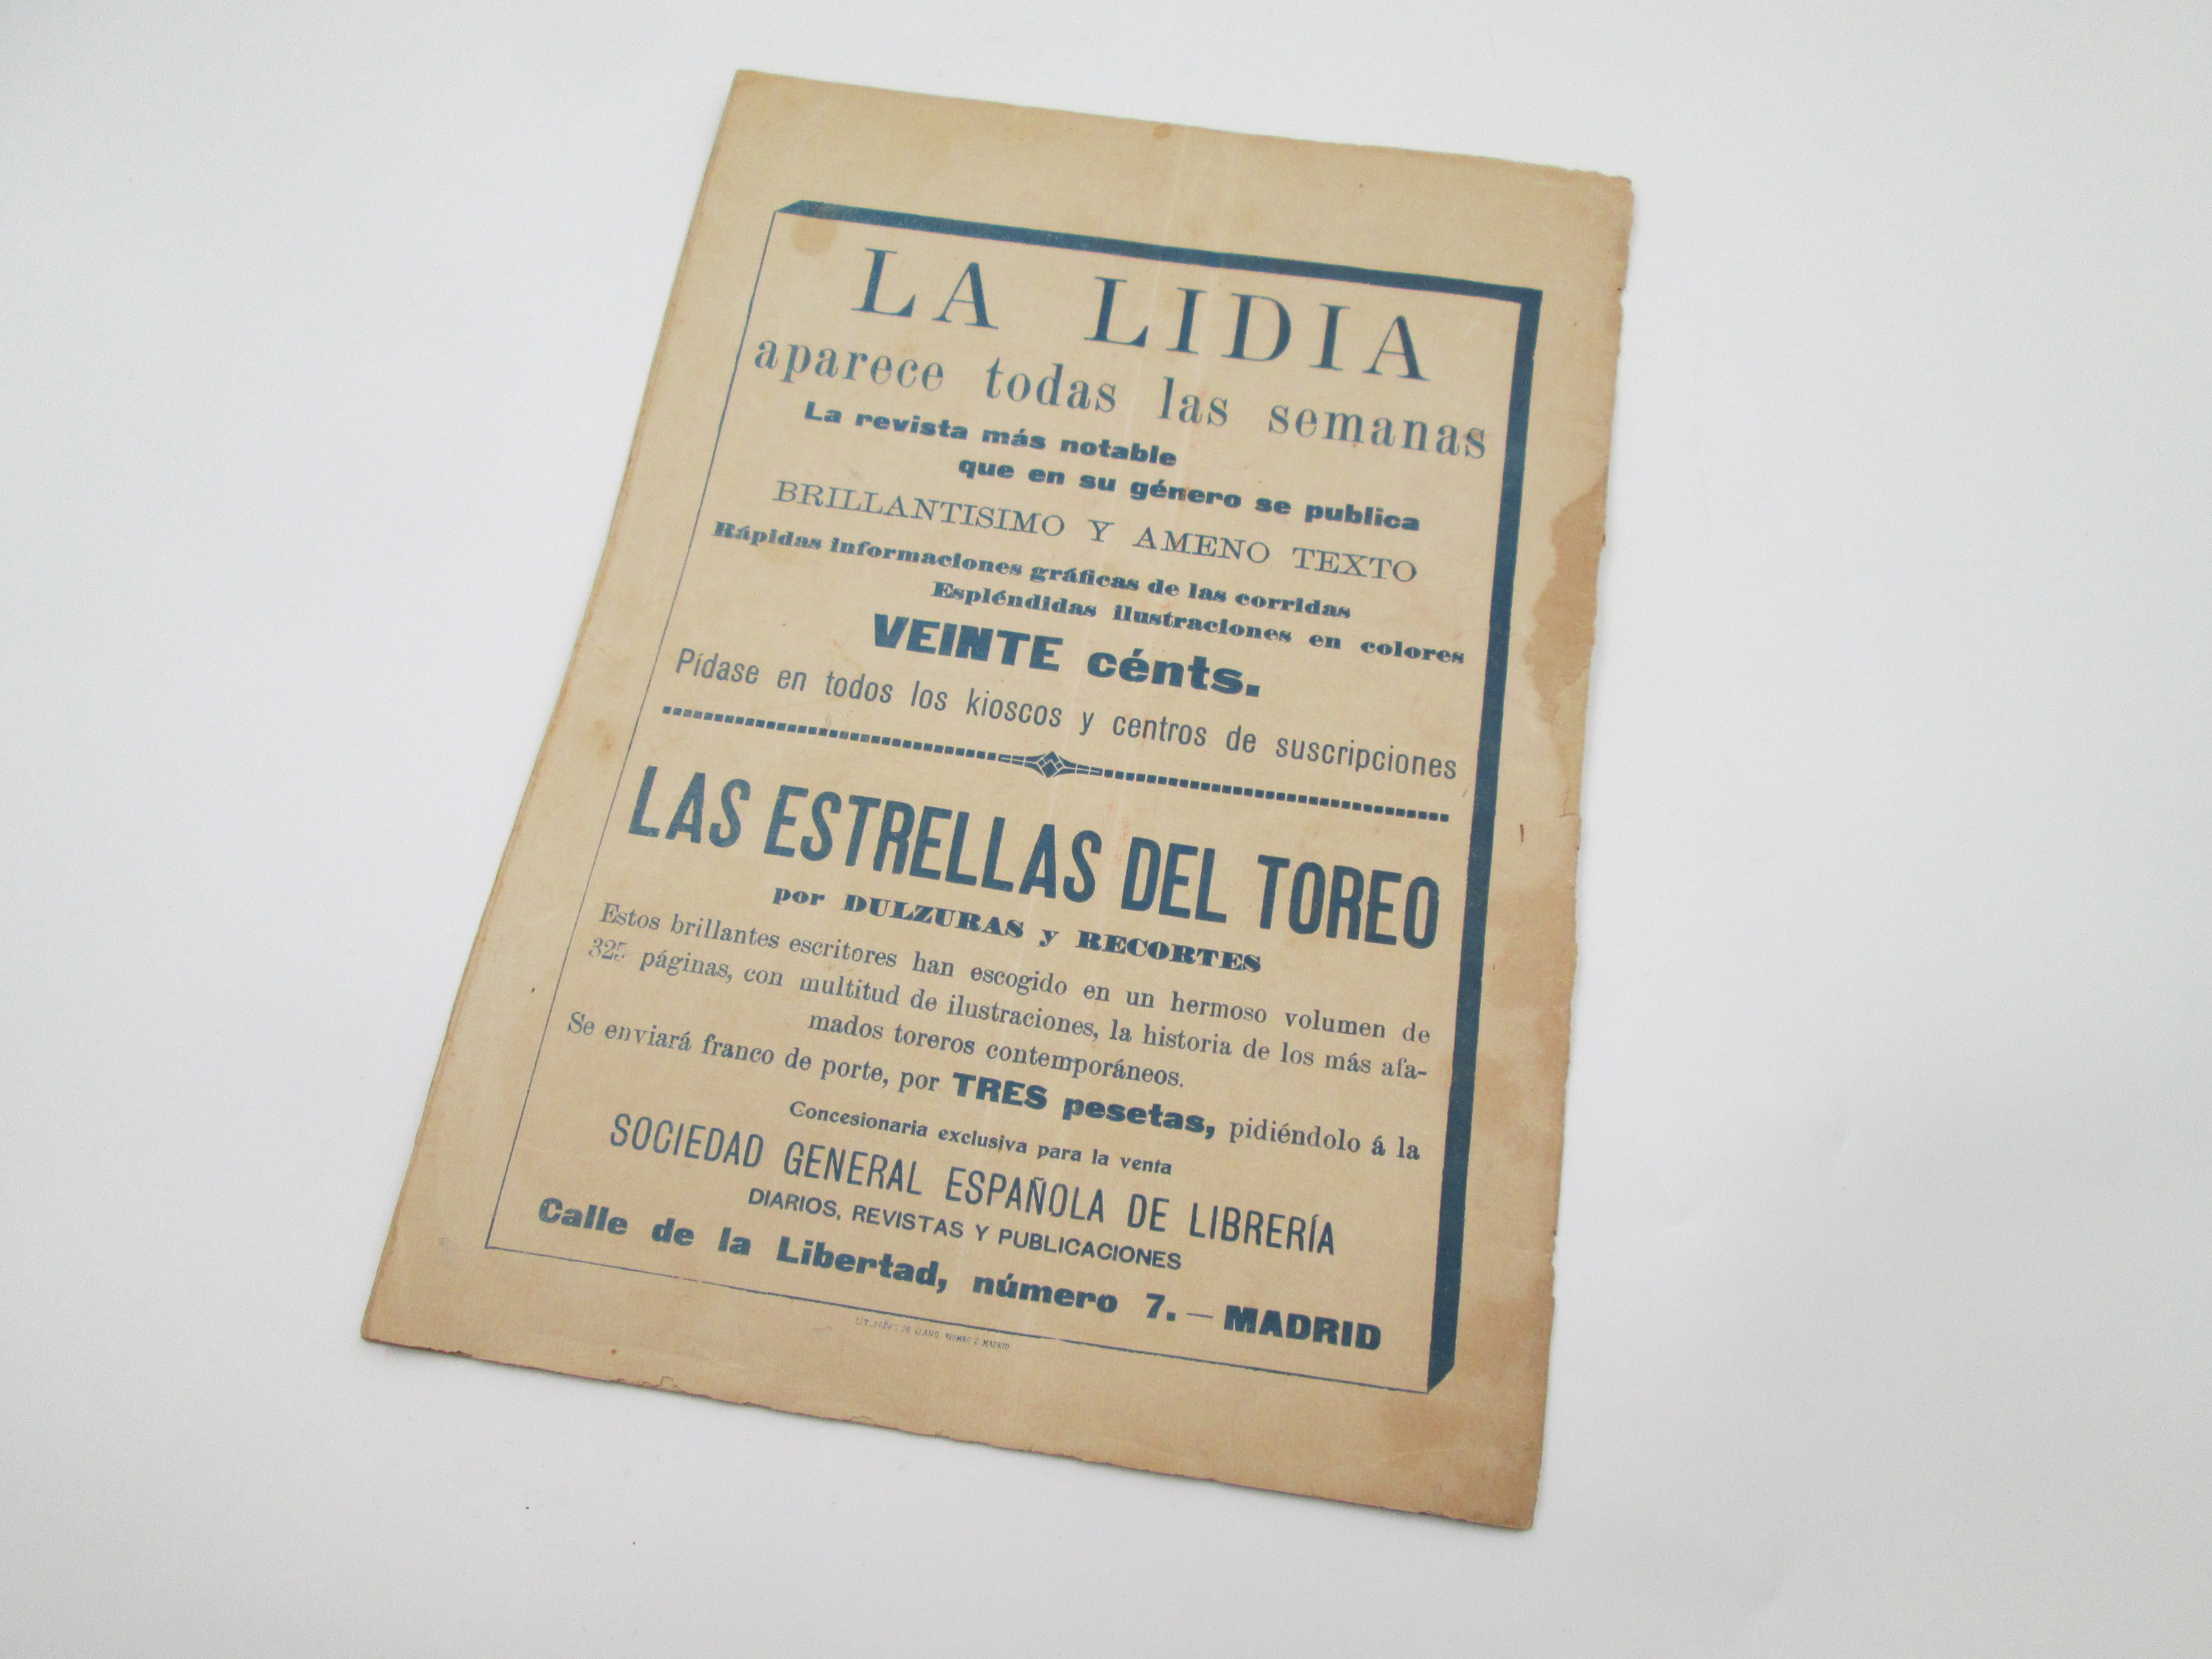 LA LIDIA
aparece todas las semanas
La revista más notable
que en su género se publica
BRILLANTISIMO Y AMENO TEXTO
Rápidas informaciones gráficas de las corridas
Espléndidas ilustraciones en colores
VEINTE cénts.
Pídase en todos los kioscos y centros de suscripciones
LAS ESTRELLAS DEL TOREO
por DULZURAS y RECORTES
Estos brillantes escritores han escogido en un hermoso volumen de
325 páginas, con multitud de ilustraciones, la historia de los más afa-
mados toreros contemporáneos.
Se enviará franco de porte, por TRES pesetas, pidiéndolo á la
Concesionaria exclusiva para la venta
SOCIEDAD GENERAL ESPAÑOLA DE LIBRERÍA
DIARIOS, REVISTAS Y PUBLICACIONES
Calle de la Libertad, número 7. — MADRID
MADRID